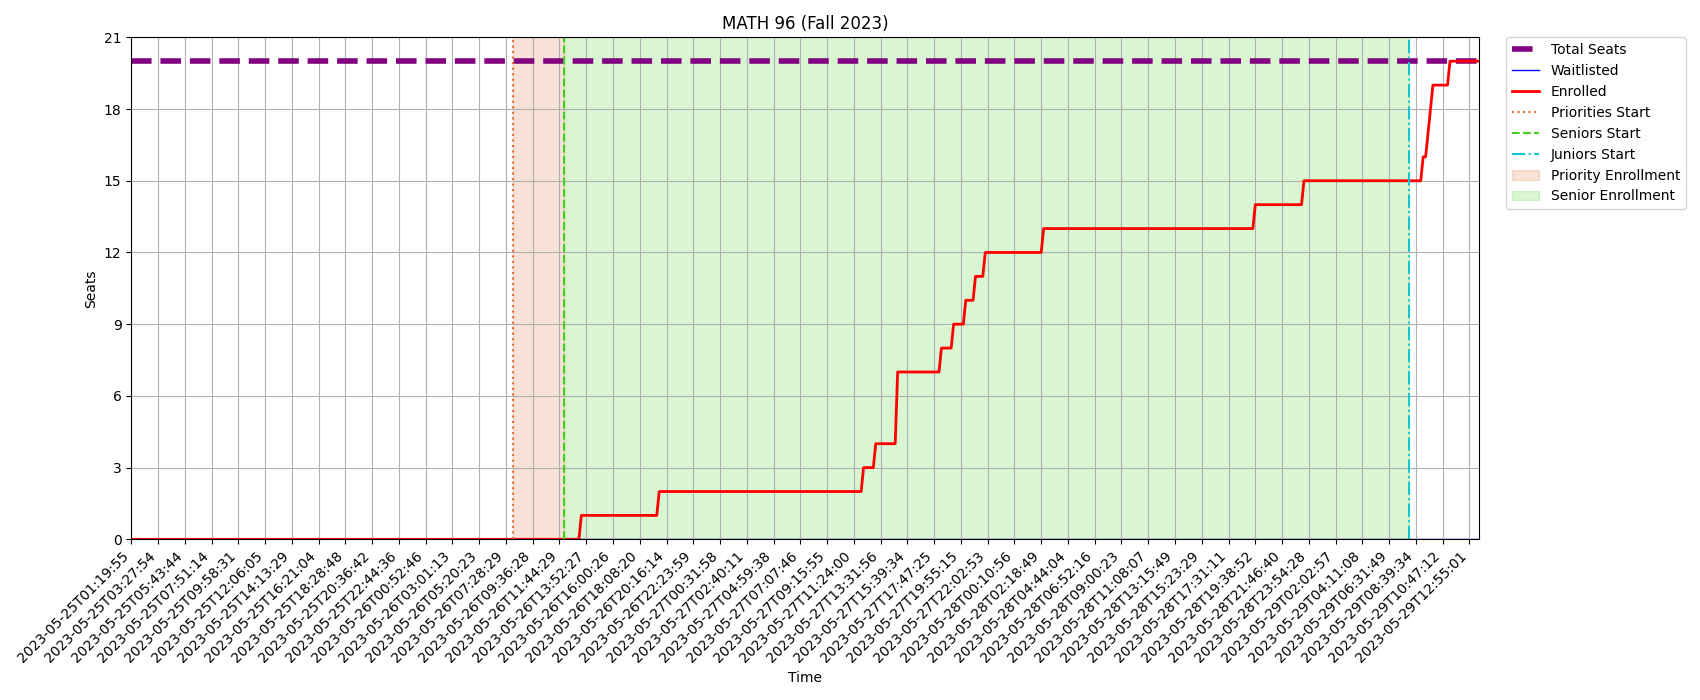 MATH 96 (Fall 2023)
21
18
15
12
9
6
3
0
Seats
2023-05-25T01:19:55
2023-05-25T03:27:54
2023-05-25T05:43:44
2023-05-25T07:51:14
2023-05-25T09:58:31
2023-05-25T12:06:05
2023-05-25T14:13:29
2023-05-25T16:21:04
2023-05-25T18:28:48
2023-05-25T20:36:42
2023-05-25T22:44:36
2023-05-26T00:52:46
2023-05-26T03:01:13
2023-05-26T05:20:23
2023-05-26T07:28:29
2023-05-26T09:36:28
2023-05-26T11:44:29
2023-05-26T13:52:27
2023-05-26T16:00:26
2023-05-26T18:08:20
2023-05-26T20:16:14
2023-05-26T22:23:59
2023-05-27T00:31:58
2023-05-27T02:40:11
2023-05-27T04:59:38
2023-05-27T07:07:46
2023-05-27T09:15:55
2023-05-27T11:24:00
2023-05-27T13:31:56
2023-05-27T15:39:34
2023-05-27T17:47:25
2023-05-27T19:55:15
2023-05-27T22:02:53
2023-05-28T00:10:56
2023-05-28T02:18:49
2023-05-28T04:44:04
2023-05-28T06:52:16
2023-05-28T09:00:23
2023-05-28T11:08:07
2023-05-28T13:15:49
2023-05-28T15:23:29
2023-05-28T17:31:11
2023-05-28T19:38:52
2023-05-28T21:46:40
2023-05-28T23:54:28
2023-05-29T02:02:57
2023-05-29T04:11:08
2023-05-29T06:31:49
2023-05-29T08:39:34
2023-05-29T10:47:12
2023-05-29T12:55:01
Time
Total Seats
Waitlisted
Enrolled
Priorities Start
Seniors Start
Juniors Start
Priority Enrollment
Senior Enrollment